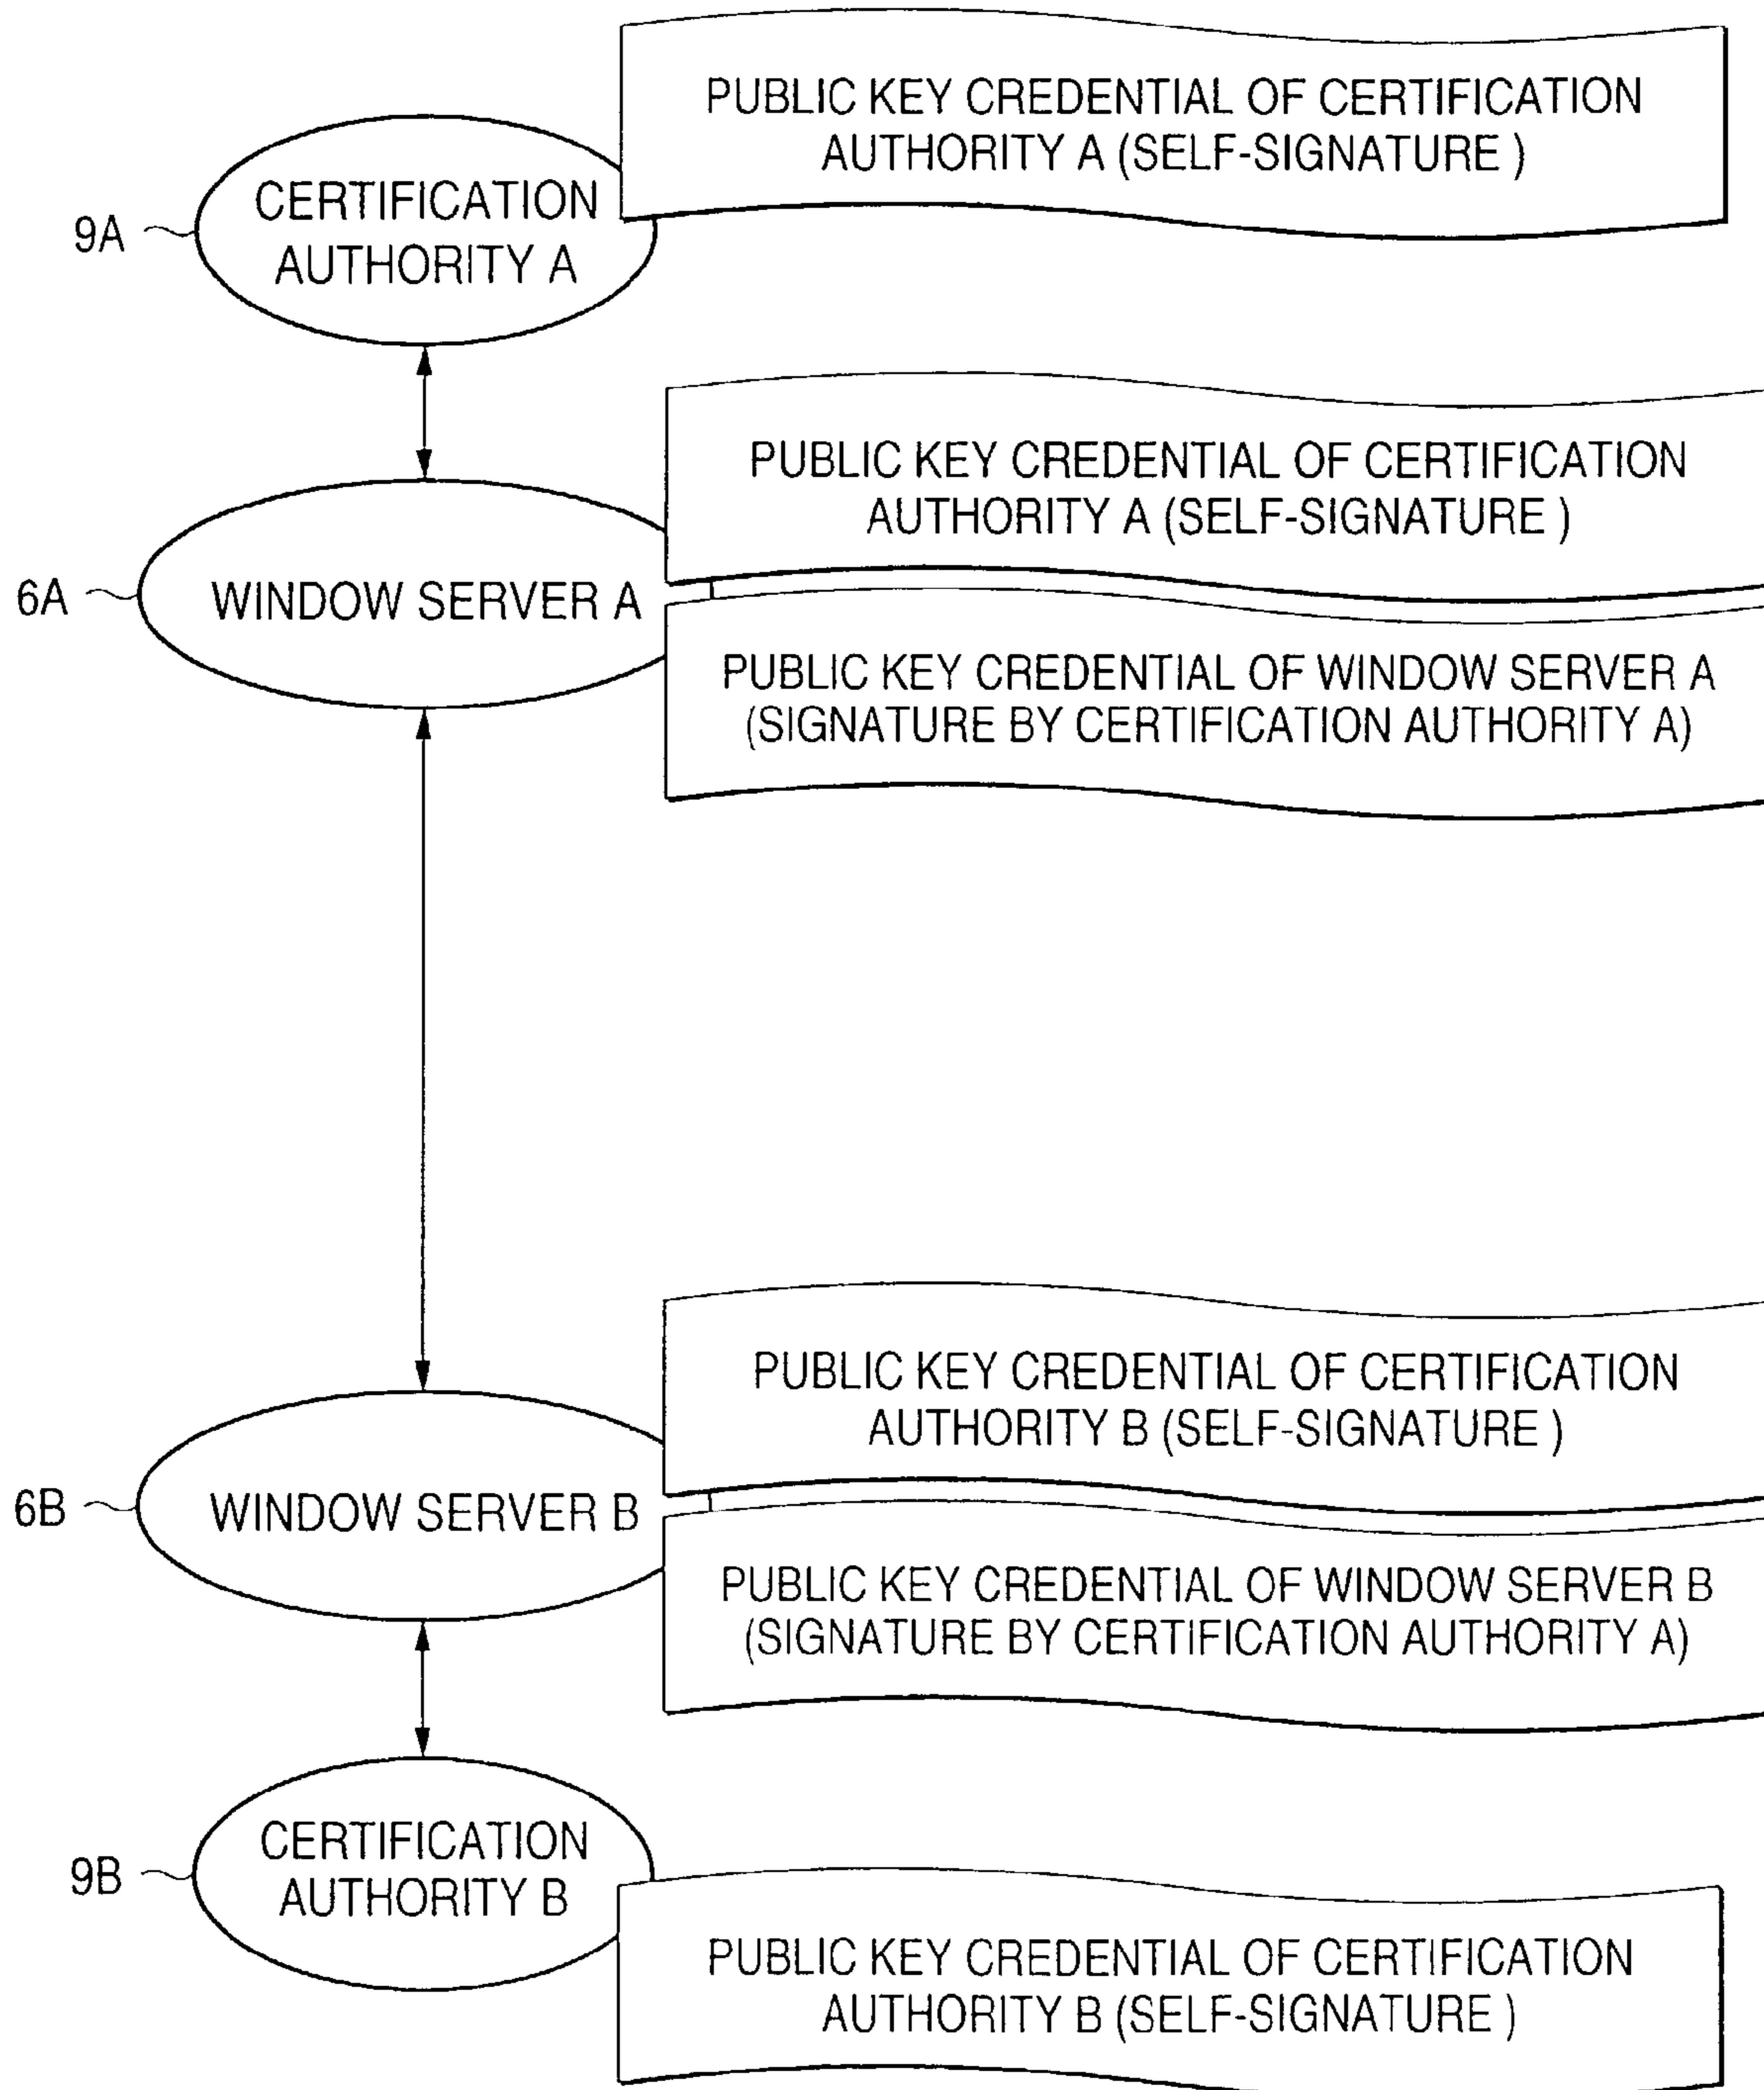 PUBLIC KEY CREDENTIAL OF CERTIFICATION
AUTHORITY A (SELF-SIGNATURE )
CERTIFICATION
AUTHORITY A
9A
PUBLIC KEY CREDENTIAL OF CERTIFICATION
AUTHORITY A (SELF-SIGNATURE )
6A
WINDOW SERVER A
PUBLIC KEY CREDENTIAL OF WINDOW SERVER A
(SIGNATURE BY CERTIFICATION AUTHORITY A)
PUBLIC KEY CREDENTIAL OF CERTIFICATION
AUTHORITY B (SELF-SIGNATURE )
6B
WINDOW SERVER B
PUBLIC KEY CREDENTIAL OF WINDOW SERVER B
(SIGNATURE BY CERTIFICATION AUTHORITY A)
CERTIFICATION
AUTHORITY B
9B
PUBLIC KEY CREDENTIAL OF CERTIFICATION
AUTHORITY B (SELF-SIGNATURE )